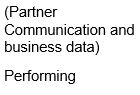 (Partner
Communication and
business data)
Performing